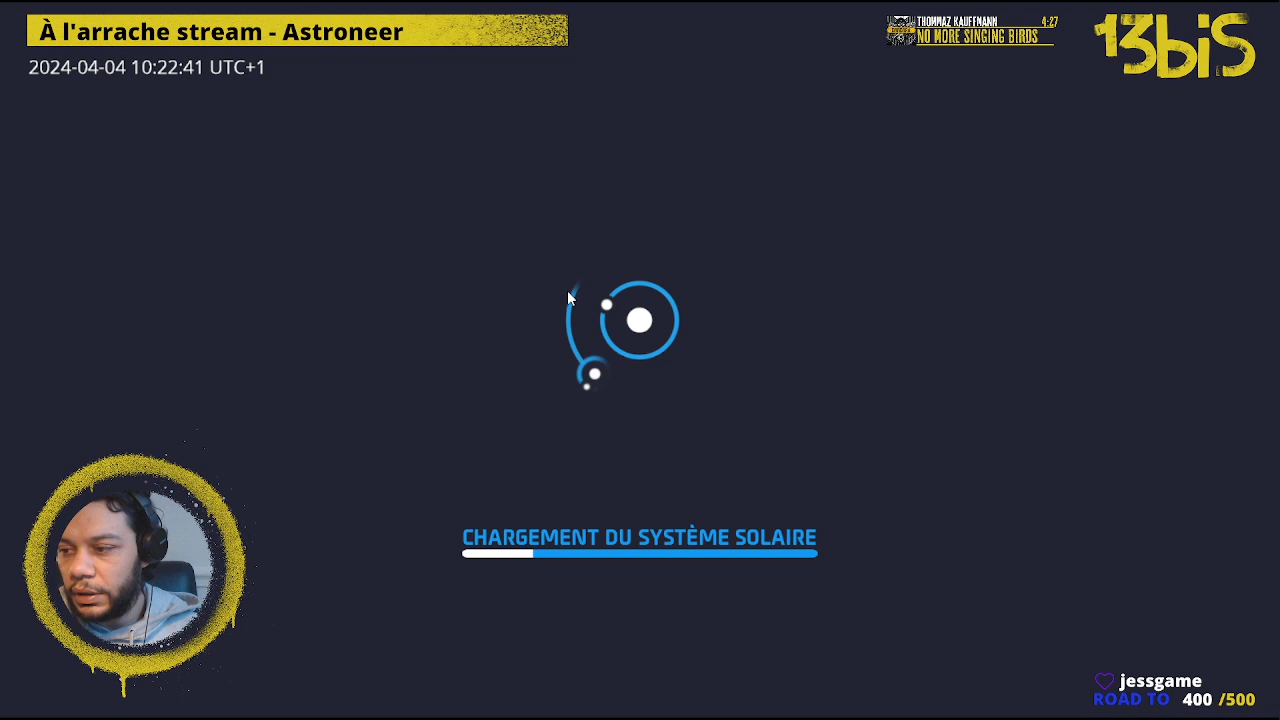 À l'arrache stream - Astroneer
2024-04-04 10:22:41 UTC+1
THOMMAZ KAUFFMANN 4:27
NO MORE SINGING BIRDS
13biS
CHARGEMENT DU SYSTÈME SOLAIRE
jessgame
ROAD TO 400 /500